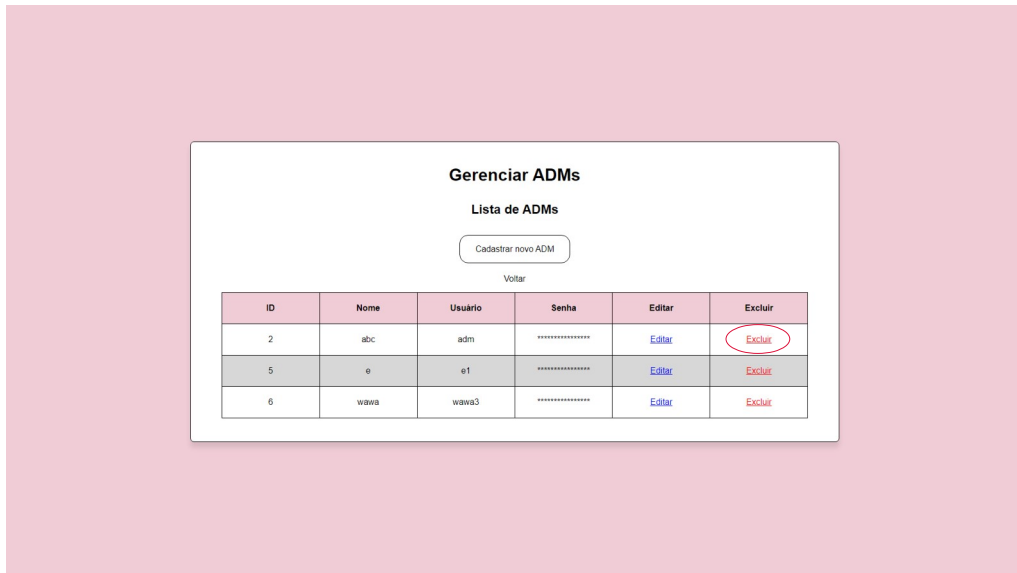 Gerenciar ADMs
Lista de ADMs
Cadastrar novo ADM
Voltar
ID Nome Usuário Senha Editar Excluir
2 abc adm **************** Editar Excluir
5 e e1 **************** Editar Excluir
6 wawa wawa3 **************** Editar Excluir